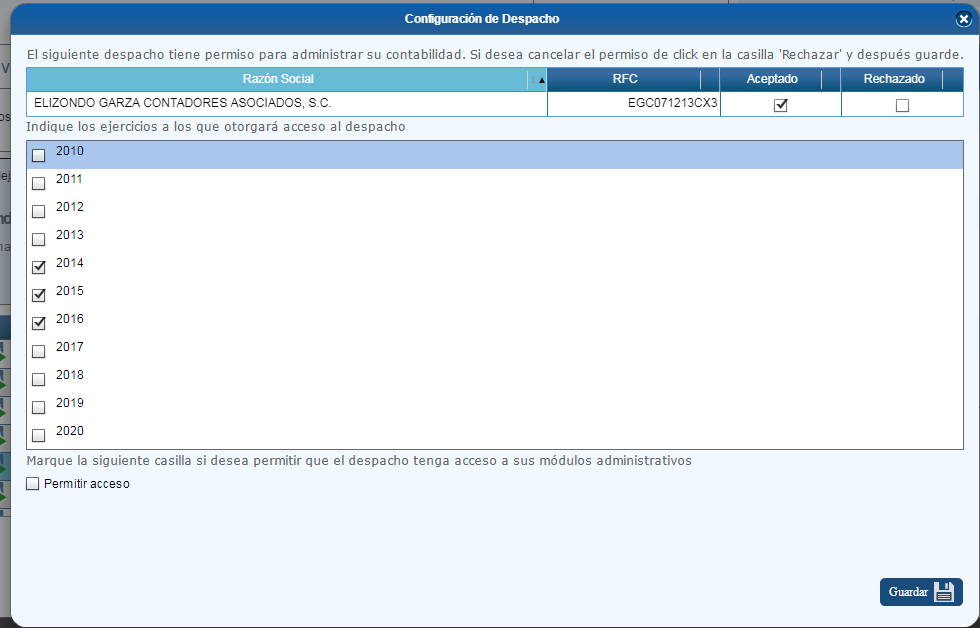 Configuración de Despacho
El siguiente despacho tiene permiso para administrar su contabilidad. Si desea cancelar el permiso de click en la casilla 'Rechazar' y después guarde.
Razón Social RFC Aceptado Rechazado
ELIZONDO GARZA CONTADORES ASOCIADOS, S.C. EGC071213CX3
Indique los ejercicios a los que otorgará acceso al despacho
2010
2011
2012
2013
2014
2015
2016
2017
2018
2019
2020
Marque la siguiente casilla si desea permitir que el despacho tenga acceso a sus módulos administrativos
Permitir acceso
Guardar